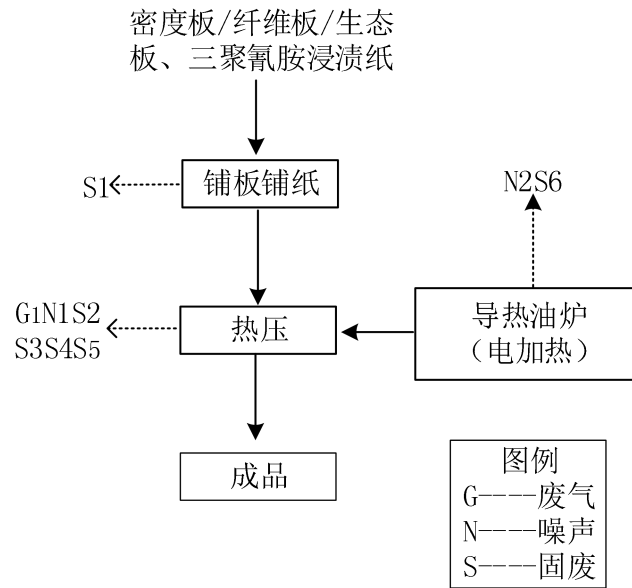 密度板/纤维板/生态
板、三聚氰胺浸渍纸
S1
铺板铺纸
N2S6
G1N1S2
S3S4S5
热压
导热油炉
（电加热）
成品
图例
G----废气
N----噪声
S----固废